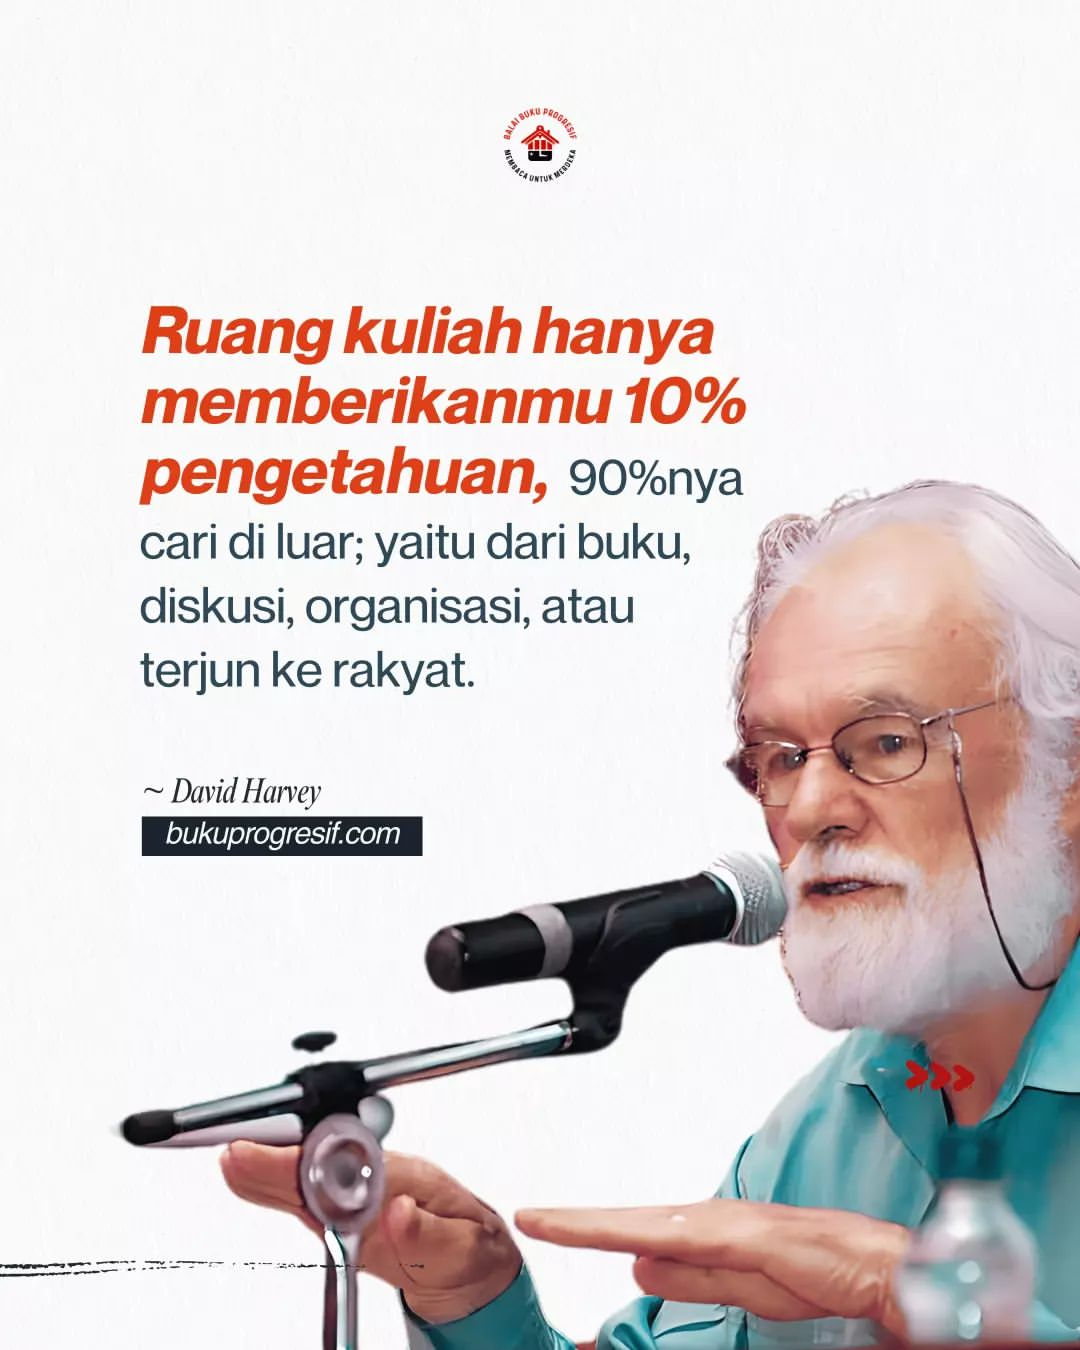 BALAI BUKU PROGRESIF
MEMBACA UNTUK MERDEKA
Ruang kuliah hanya
memberikanmu 10%
pengetahuan, 90%nya
cari di luar; yaitu dari buku,
diskusi, organisasi, atau
terjun ke rakyat.
~ David Harvey
bukuprogresif.com